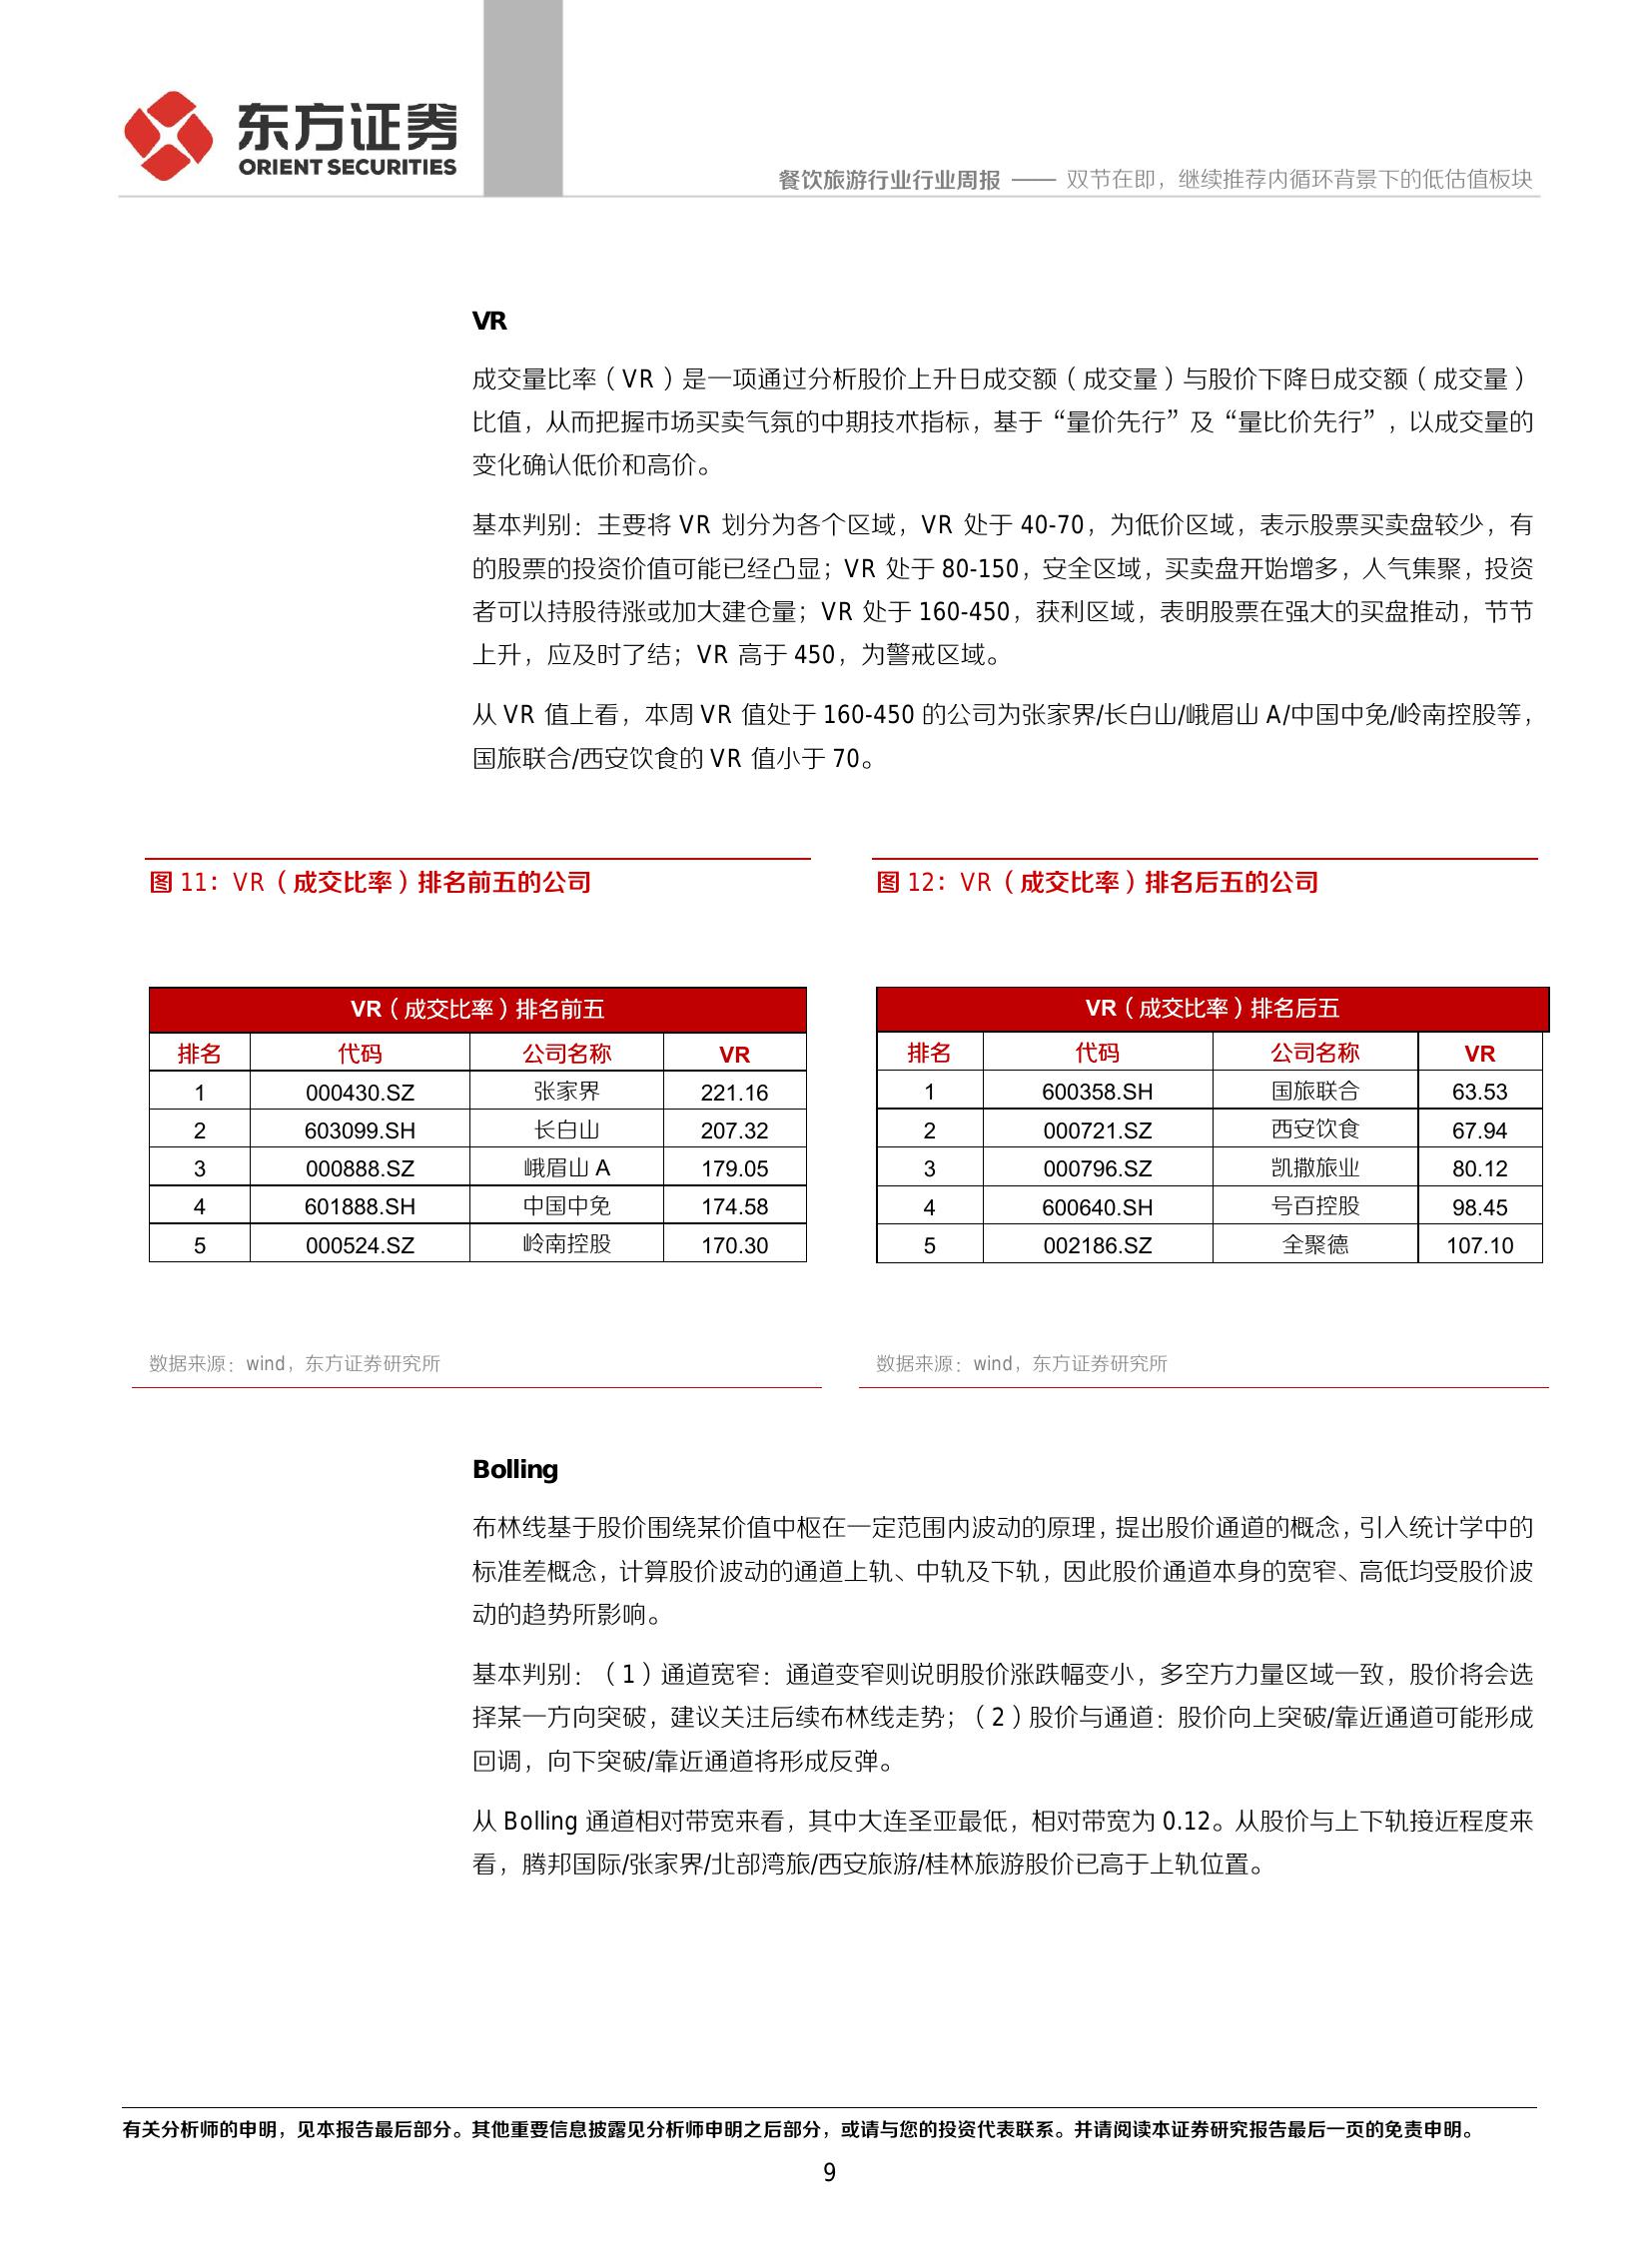 东方证券
ORIENT SECURITIES
餐饮旅游行业行业周报 —— 双节在即，继续推荐内循环背景下的低估值板块
VR
成交量比率（VR）是一项通过分析股价上升日成交额（成交量）与股价下降日成交额（成交量）
比值，从而把握市场买卖气氛的中期技术指标，基于“量价先行”及“量比价先行”，以成交量的
变化确认低价和高价。
基本判别：主要将 VR 划分为各个区域，VR 处于 40-70，为低价区域，表示股票买卖盘较少，有
的股票的投资价值可能已经凸显；VR 处于 80-150，安全区域，买卖盘开始增多，人气集聚，投资
者可以持股待涨或加大建仓量；VR 处于 160-450，获利区域，表明股票在强大的买盘推动，节节
上升，应及时了结；VR 高于 450，为警戒区域。
从 VR 值上看，本周 VR 值处于 160-450 的公司为张家界/长白山/峨眉山 A/中国中免/岭南控股等，
国旅联合/西安饮食的 VR 值小于 70。
图 11：VR（成交比率）排名前五的公司
VR（成交比率）排名前五
排名 代码 公司名称 VR
1 000430.SZ 张家界 221.16
2 603099.SH 长白山 207.32
3 000888.SZ 峨眉山 A 179.05
4 601888.SH 中国中免 174.58
5 000524.SZ 岭南控股 170.30
数据来源：wind，东方证券研究所
图 12：VR（成交比率）排名后五的公司
VR（成交比率）排名后五
排名 代码 公司名称 VR
1 600358.SH 国旅联合 63.53
2 000721.SZ 西安饮食 67.94
3 000796.SZ 凯撒旅业 80.12
4 600640.SH 号百控股 98.45
5 002186.SZ 全聚德 107.10
数据来源：wind，东方证券研究所
Bolling
布林线基于股价围绕某价值中枢在一定范围内波动的原理，提出股价通道的概念，引入统计学中的
标准差概念，计算股价波动的通道上轨、中轨及下轨，因此股价通道本身的宽窄、高低均受股价波
动的趋势所影响。
基本判别：（1）通道宽窄：通道变窄则说明股价涨跌幅变小，多空方力量区域一致，股价将会选
择某一方向突破，建议关注后续布林线走势；（2）股价与通道：股价向上突破/靠近通道可能形成
回调，向下突破/靠近通道将形成反弹。
从 Bolling 通道相对带宽来看，其中大连圣亚最低，相对带宽为 0.12。从股价与上下轨接近程度来
看，腾邦国际/张家界/北部湾旅/西安旅游/桂林旅游股价已高于上轨位置。
有关分析师的申明，见本报告最后部分。其他重要信息披露见分析师申明之后部分，或请与您的投资代表联系。并请阅读本证券研究报告最后一页的免责申明。
9